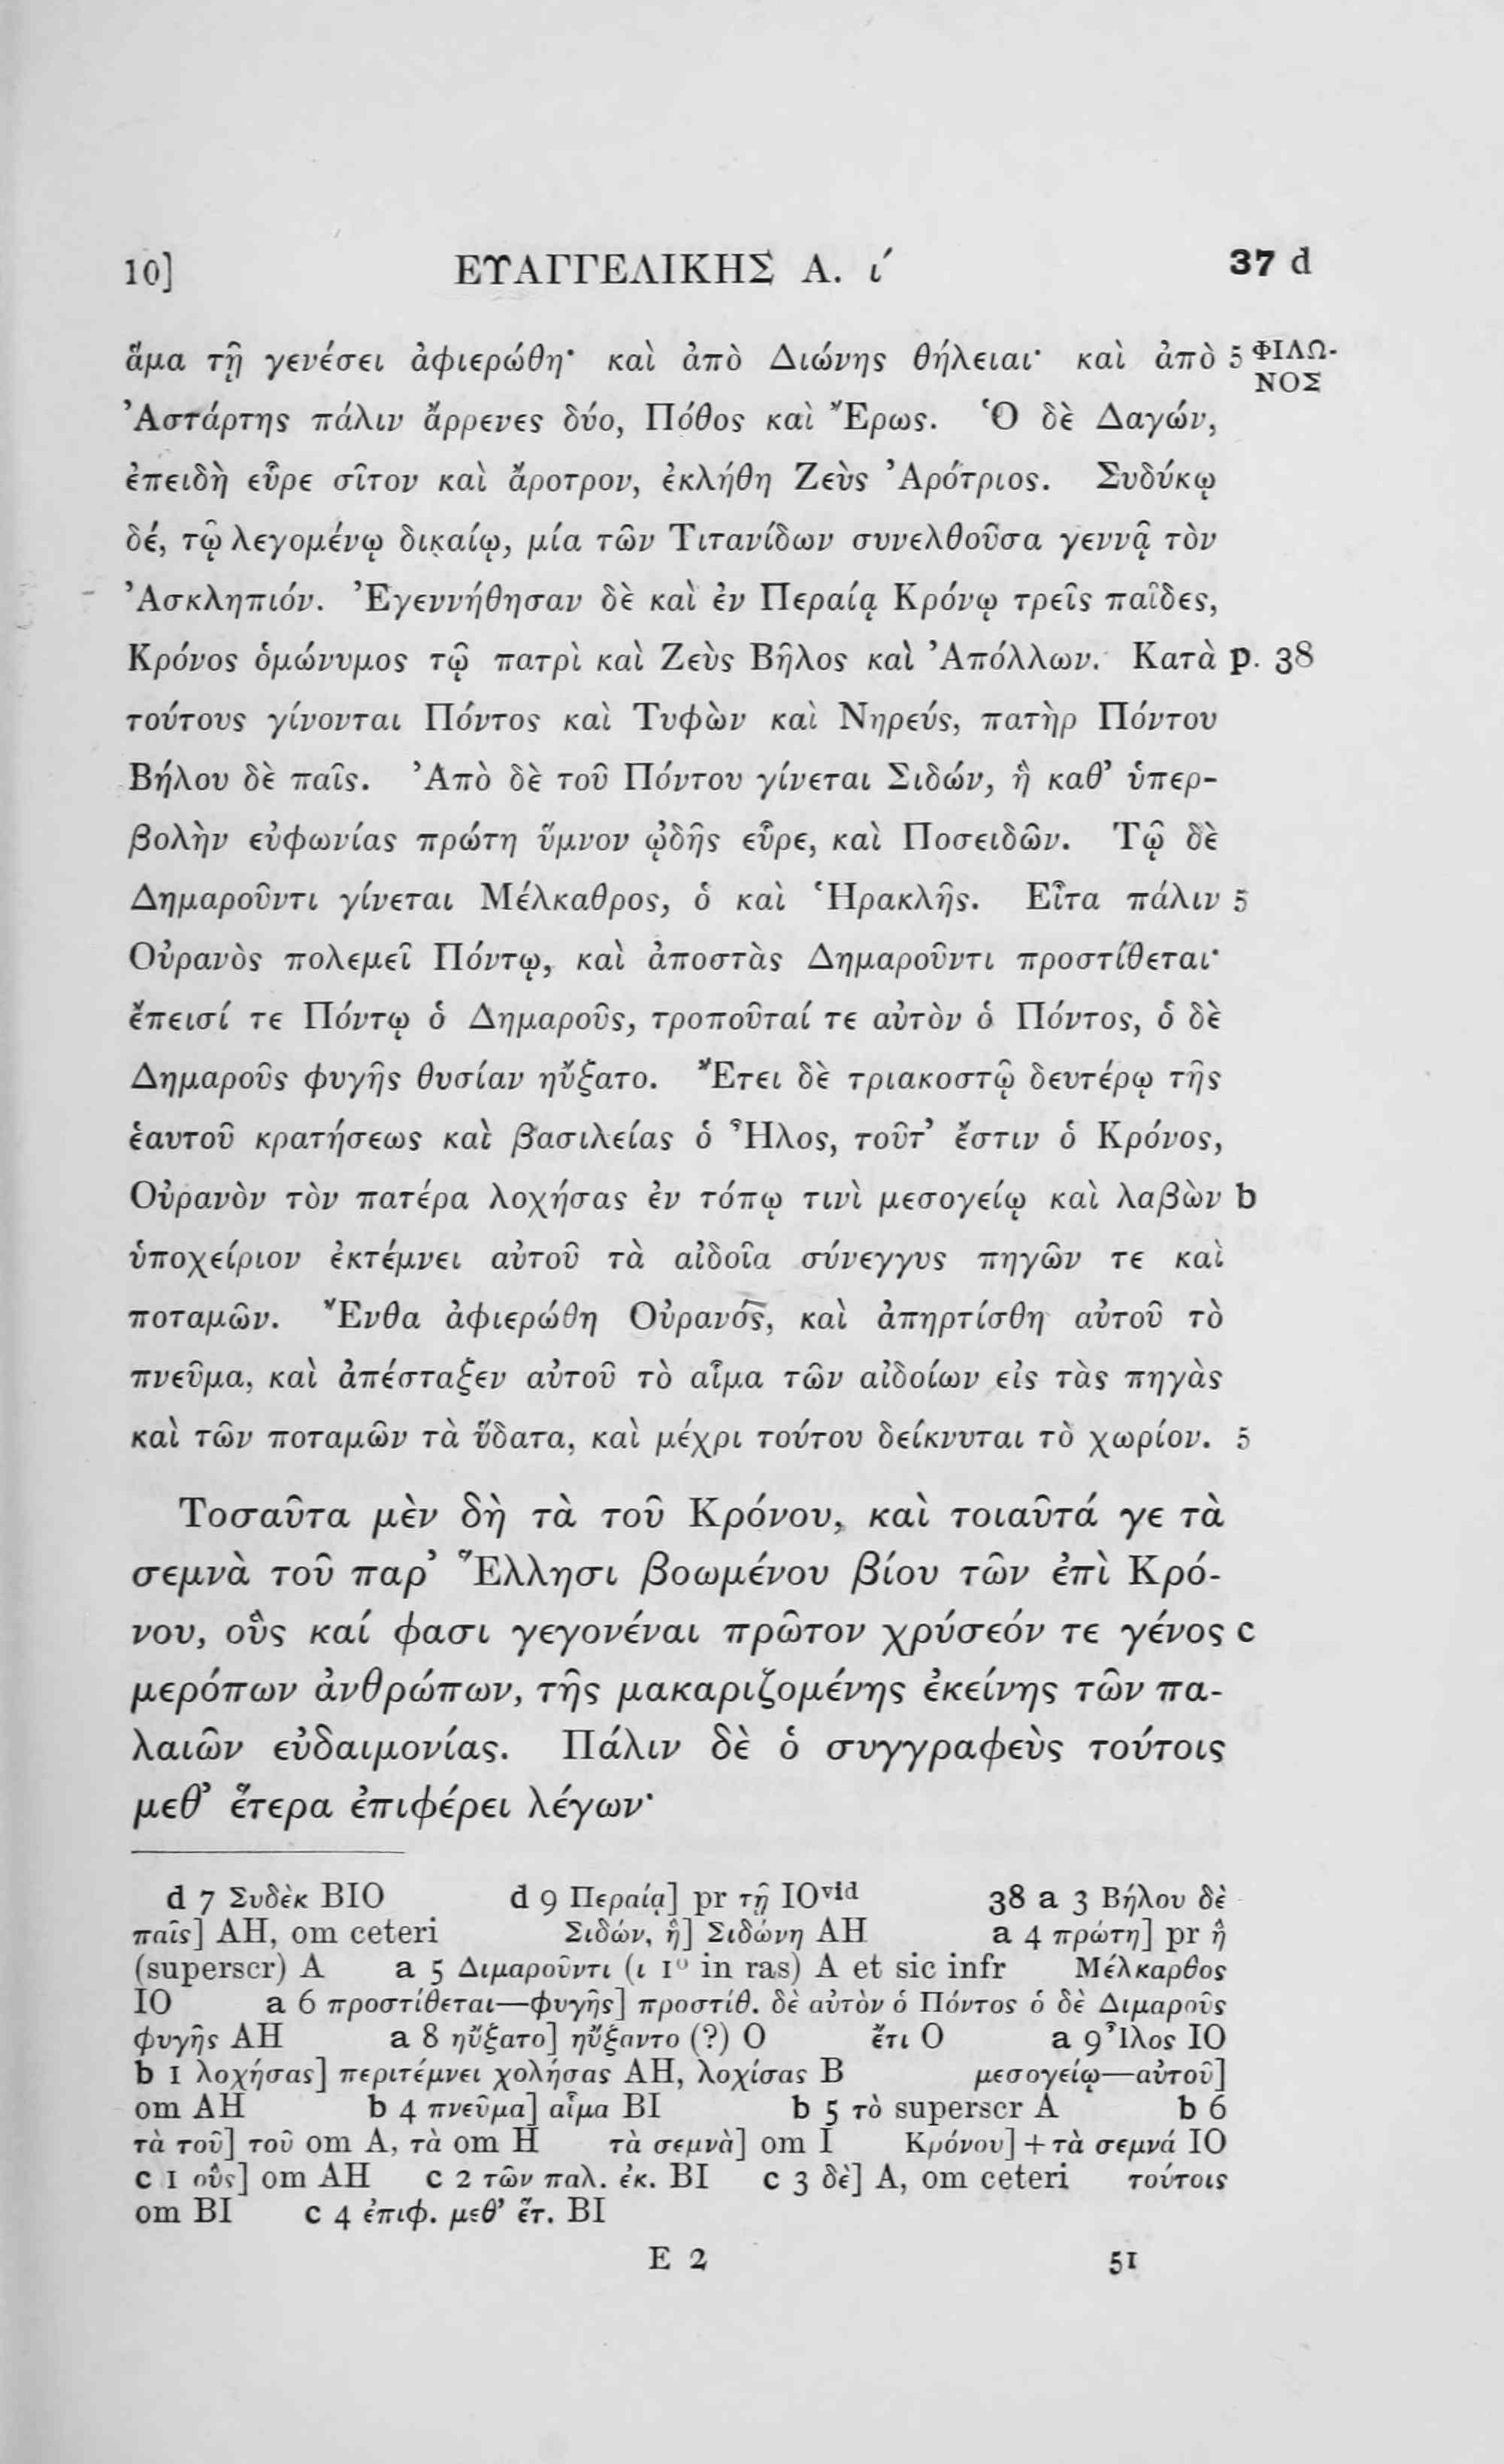 10] ΕΥΑΓΓΕΛΙΚΗΣ Α. ί 37 d
ἅμα τῇ γενέσει ἀφιερώθη· καὶ ἀπὸ Διώνης θήλειαι· καὶ ἀπὸ 5 ΦΙΛΩ-
ΝΟΣ
Ἀστάρτης πάλιν ἄρρενες δύο, Πόθος καὶ Ἔρως. Ὁ δὲ Δαγών,
ἐπειδὴ εὗρε σῖτον καὶ ἄροτρον, ἐκλήθη Ζεὺς Ἀρότριος. Συδύκῳ
δέ, τῷ λεγομένῳ δικαίῳ, μία τῶν Τιτανίδων συνελθοῦσα γεννᾷ τὸν
Ἀσκληπιόν. Ἐγεννήθησαν δὲ καὶ ἐν Περαίᾳ Κρόνῳ τρεῖς παῖδες,
Κρόνος ὁμώνυμος τῷ πατρὶ καὶ Ζεὺς Βῆλος καὶ Ἀπόλλων. Κατὰ p. 38
τούτους γίνονται Πόντος καὶ Τυφὼν καὶ Νηρεύς, πατὴρ Πόντου
Βήλου δὲ παῖς. Ἀπὸ δὲ τοῦ Πόντου γίνεται Σιδών, ἣ καθ’ ὑπερ-
βολὴν εὐφωνίας πρώτη ὕμνον ᾠδῆς εὗρε, καὶ Ποσειδῶν. Τῷ δὲ
Δημαροῦντι γίνεται Μέλκαθρος, ὁ καὶ Ἡρακλῆς. Εἶτα πάλιν 5
Οὐρανὸς πολεμεῖ Πόντῳ, καὶ ἀποστὰς Δημαροῦντι προστίθεται·
ἔπεισί τε Πόντῳ ὁ Δημαροῦς, τροποῦταί τε αὐτὸν ὁ Πόντος, ὁ δὲ
Δημαροῦς φυγῆς θυσίαν ηὔξατο. Ἔτει δὲ τριακοστῷ δευτέρῳ τῆς
ἑαυτοῦ κρατήσεως καὶ βασιλείας ὁ Ἦλος, τοῦτ’ ἔστιν ὁ Κρόνος,
Οὐρανὸν τὸν πατέρα λοχήσας ἐν τόπῳ τινὶ μεσογείῳ καὶ λαβὼν b
ὑποχείριον ἐκτέμνει αὐτοῦ τὰ αἰδοῖα σύνεγγυς πηγῶν τε καὶ
ποταμῶν. Ἔνθα ἀφιερώθη Οὐρανός, καὶ ἀπηρτίσθη αὐτοῦ τὸ
πνεῦμα, καὶ ἀπέσταξεν αὐτοῦ τὸ αἷμα τῶν αἰδοίων εἰς τὰς πηγὰς
καὶ τῶν ποταμῶν τὰ ὕδατα, καὶ μέχρι τούτου δείκνυται τὸ χωρίον. 5
Τοσαῦτα μὲν δὴ τὰ τοῦ Κρόνου, καὶ τοιαῦτά γε τὰ
σεμνὰ τοῦ παρ’ Ἕλλησι βοωμένου βίου τῶν ἐπὶ Κρό-
νου, οὓς καί φασι γεγονέναι πρῶτον χρύσεόν τε γένος c
μερόπων ἀνθρώπων, τῆς μακαριζομένης ἐκείνης τῶν πα-
λαιῶν εὐδαιμονίας. Πάλιν δὲ ὁ συγγραφεὺς τούτοις
μεθ’ ἕτερα ἐπιφέρει λέγων·
d 7 Συδὲκ BIO d 9 Περαίᾳ] pr τῇ IOvid 38 a 3 Βήλου δὲ
παῖς] AH, om ceteri Σιδών, ἣ] Σιδώνη AH a 4 πρώτη] pr ἣ
(superscr) A a 5 Διμαροῦντι (ι 1º in ras) A et sic infr Μέλκαρθος
IO a 6 προστίθεται—φυγῆς] προστίθ. δὲ αὐτὸν ὁ Πόντος ὁ δὲ Διμαροῦς
φυγῆς AH a 8 ηὔξατο] ηὔξαντο (?) O ἔτι O a 9 Ἶλος IO
b 1 λοχήσας] περιτέμνει χολήσας AH, λοχίσας B μεσογείῳ—αὐτοῦ]
om AH b 4 πνεῦμα] αἷμα BI b 5 τὸ superscr A b 6
τὰ τοῦ] τοῦ om A, τὰ om H τὰ σεμνὰ] om I Κρόνου] + τὰ σεμνά IO
c 1 οὓς] om AH c 2 τῶν παλ. ἐκ. BI c 3 δὲ] A, om ceteri τούτοις
om BI c 4 ἐπιφ. μεθ’ ἕτ. BI
E 2 51